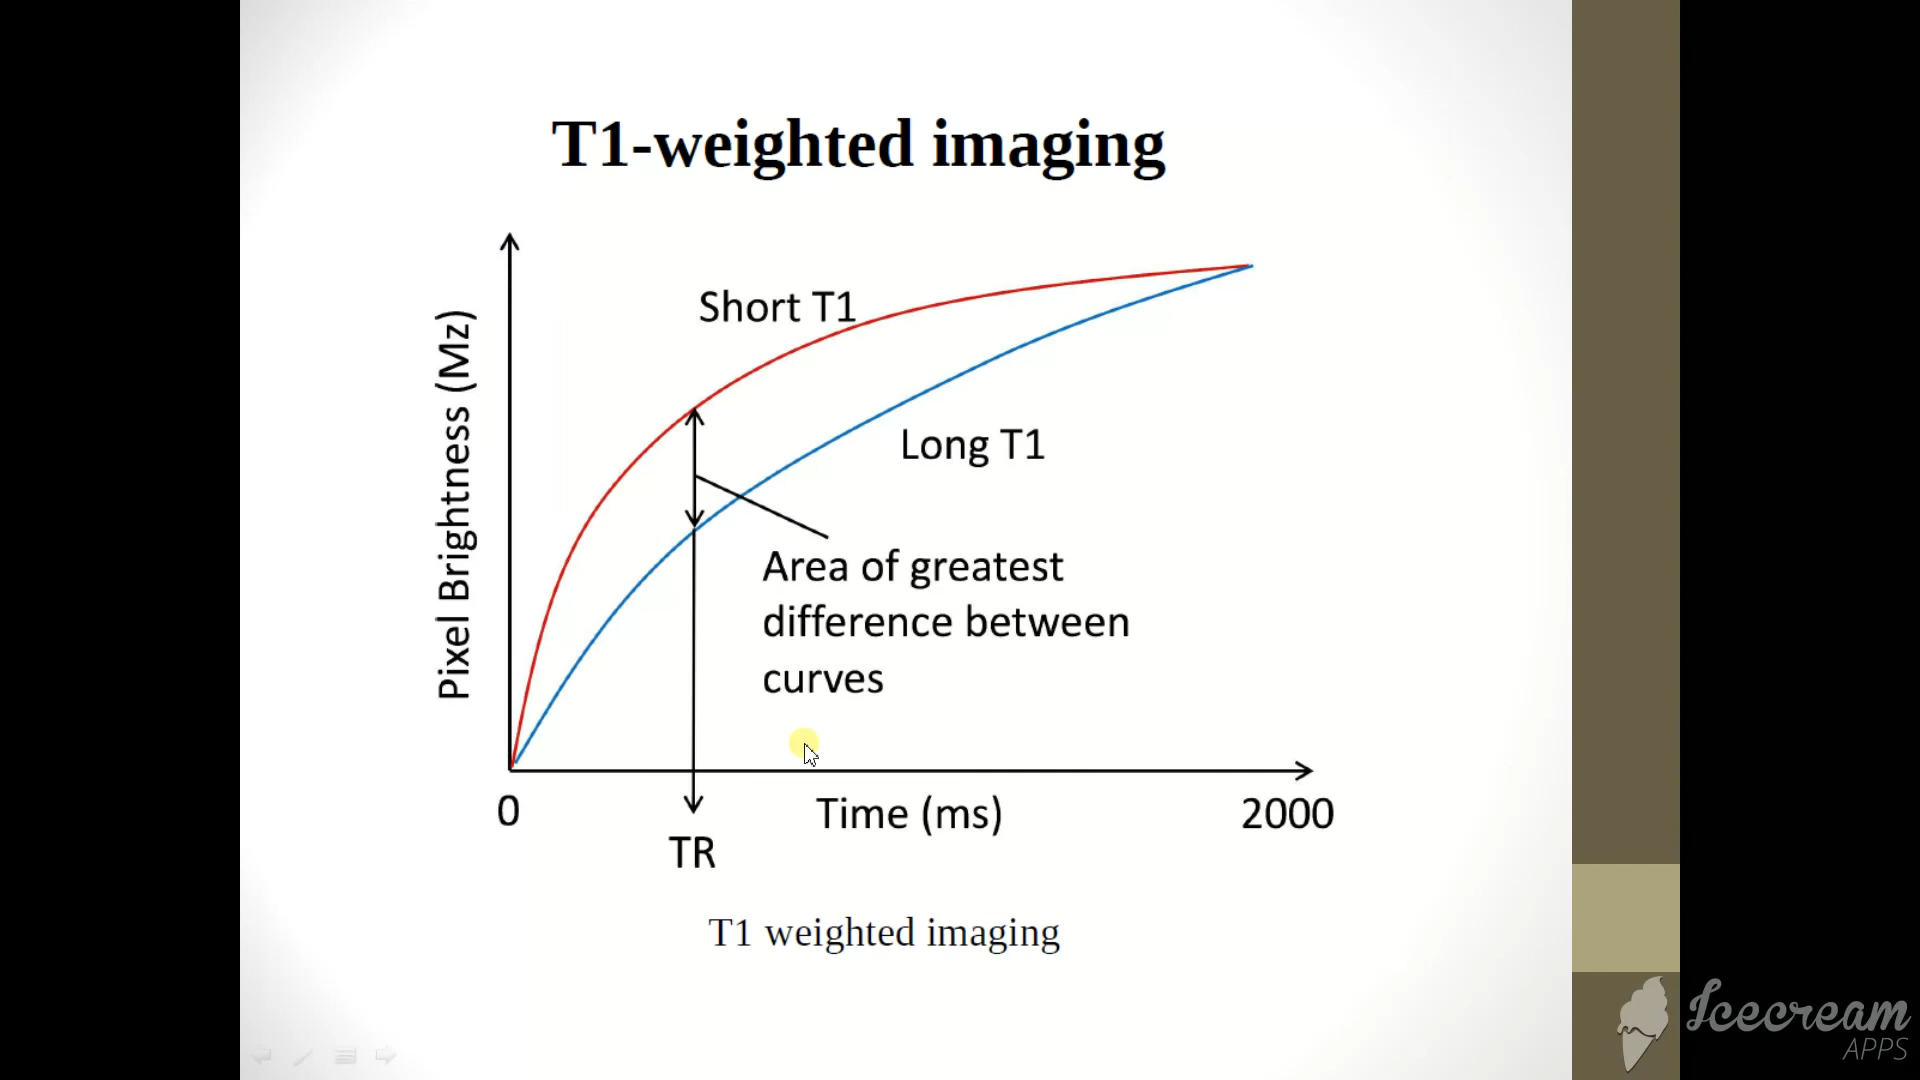 T1-weighted imaging
Short T1
Long T1
Pixel Brightness (Mz)
Area of greatest
difference between
curves
0
Time (ms)
2000
TR
T1 weighted imaging
Icecream
APPS